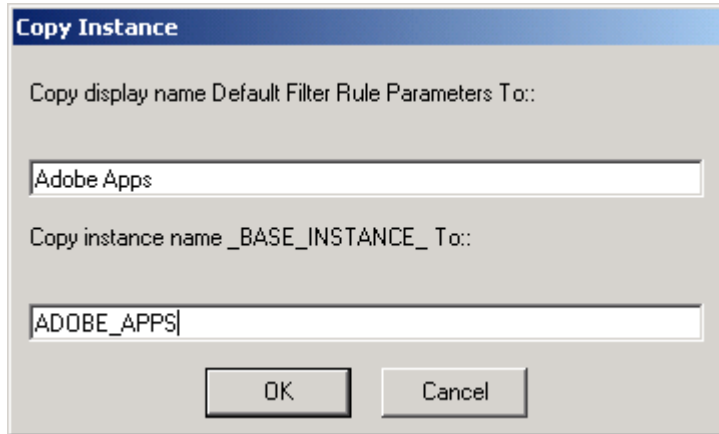 Copy Instance
Copy display name Default Filter Rule Parameters To::
Adobe Apps
Copy instance name _BASE_INSTANCE_ To::
ADOBE_APPS
OK Cancel